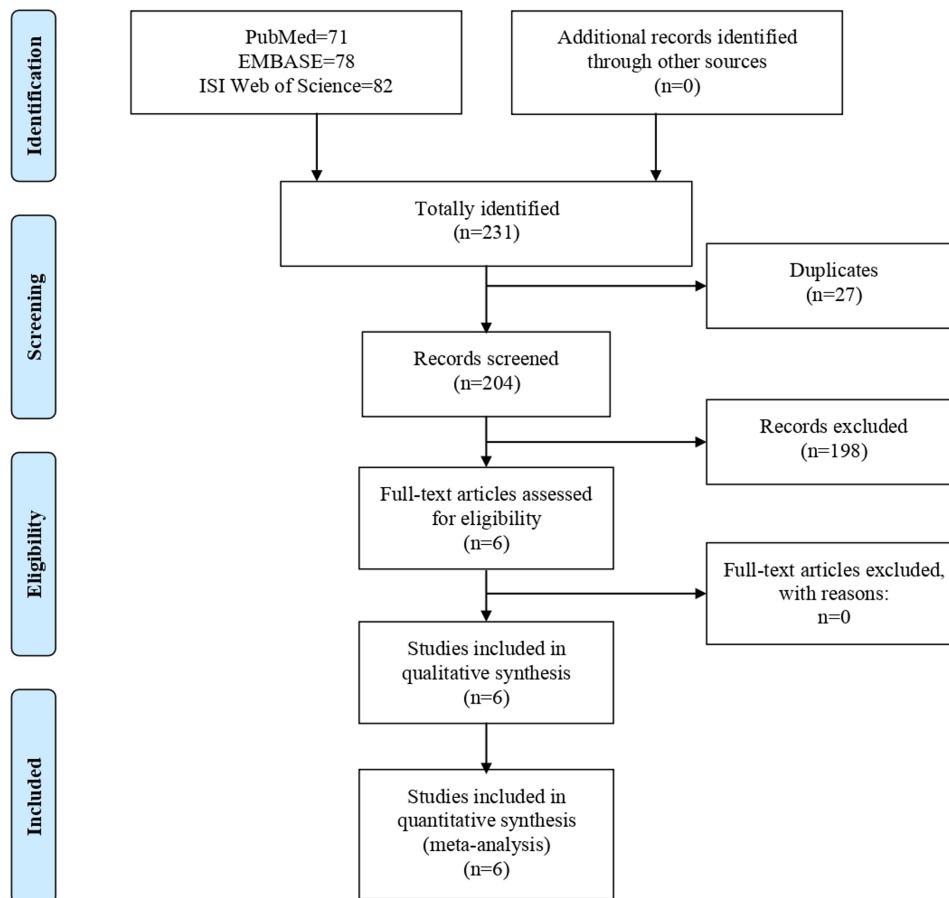 Identification
PubMed=71
EMBASE=78
ISI Web of Science=82
Additional records identified
through other sources
(n=0)
Totally identified
(n=231)
Screening
Duplicates
(n=27)
Records screened
(n=204)
Records excluded
(n=198)
Eligibility
Full-text articles assessed
for eligibility
(n=6)
Full-text articles excluded,
with reasons:
n=0
Studies included in
qualitative synthesis
(n=6)
Included
Studies included in
quantitative synthesis
(meta-analysis)
(n=6)